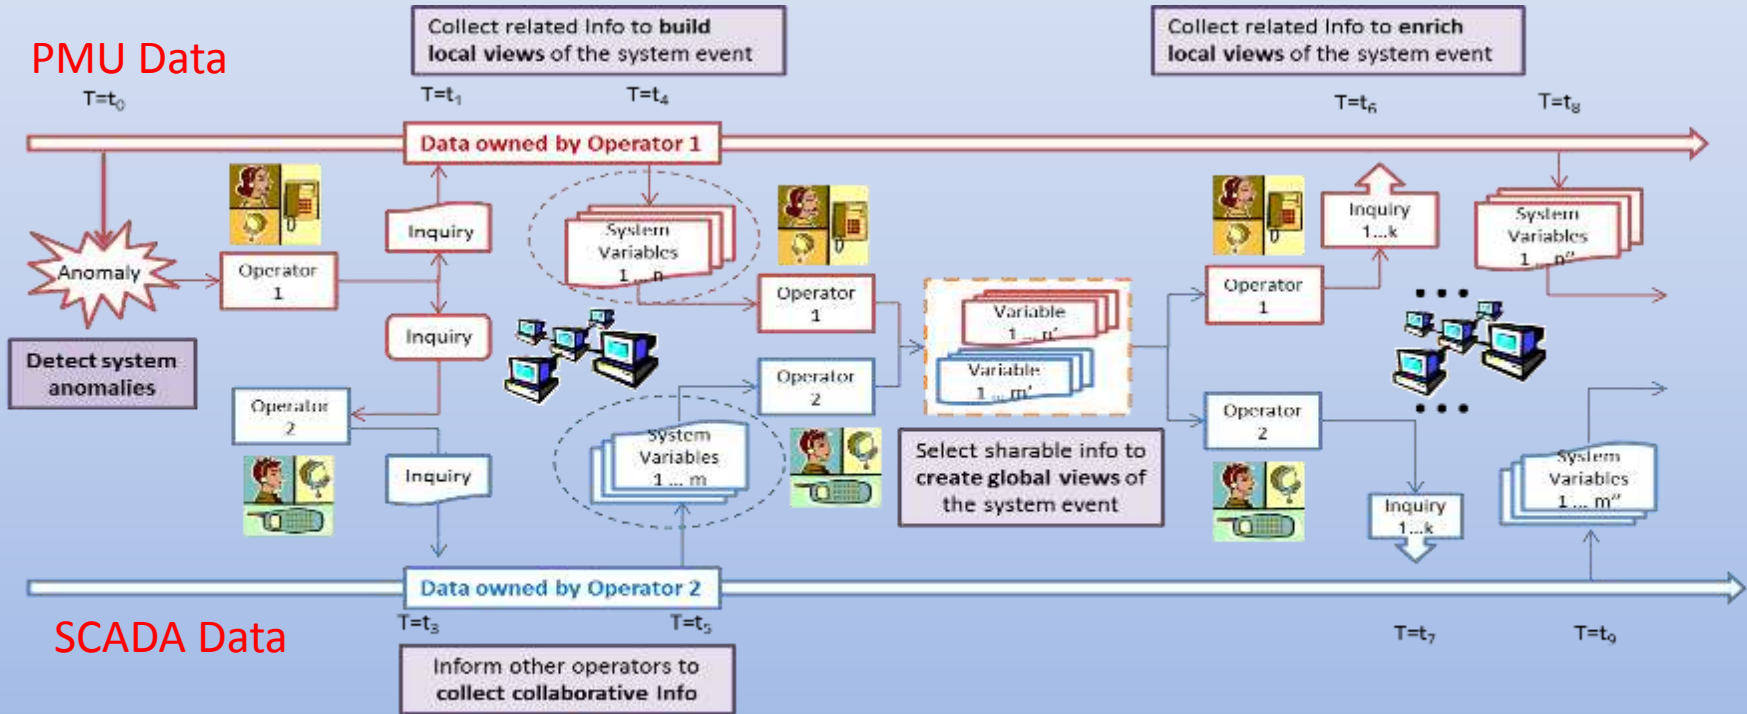 Collect related Info to build
local views of the system event
Collect related Info to enrich
local views of the system event
PMU Data
T=t₀
T=t₁
T=t₄
T=t₆
T=t₈
Data owned by Operator 1
Anomaly
Operator
1
Inquiry
Inquiry
System
Variables
1 ... n
Operator
1
Variable
1 ... n'
Operator
1
Inquiry
1...k
System
Variables
1 ... n''
Detect system
anomalies
Operator
2
Inquiry
System
Variables
1 ... m
Operator
2
Variable
1 ... m'
Select sharable info to
create global views of
the system event
Operator
2
Inquiry
1...k
System
Variables
1 ... m''
Data owned by Operator 2
SCADA Data
T=t₃
T=t₅
T=t₇
T=t₉
Inform other operators to
collect collaborative Info